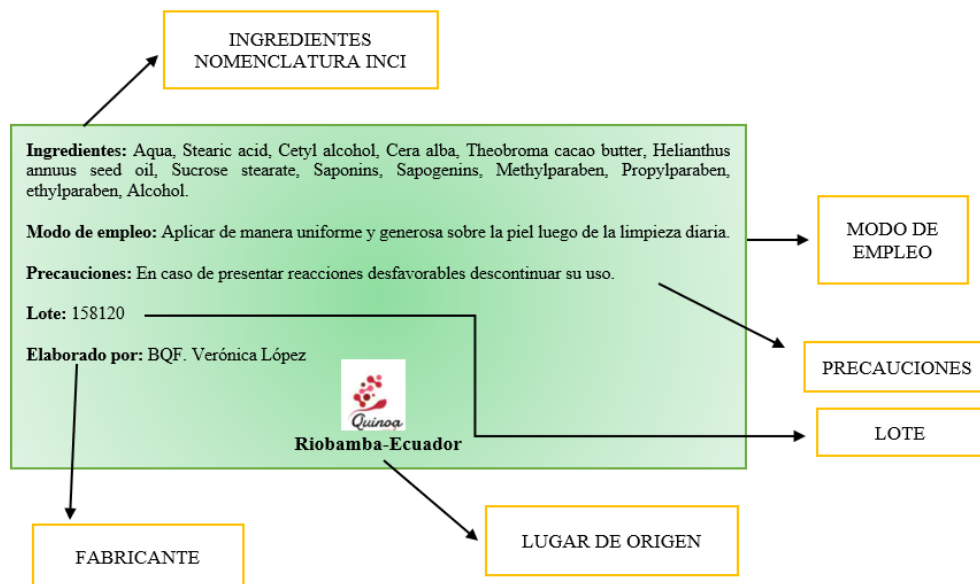 INGREDIENTES
NOMENCLATURA INCI
Ingredientes: Aqua, Stearic acid, Cetyl alcohol, Cera alba, Theobroma cacao butter, Helianthus
annuus seed oil, Sucrose stearate, Saponins, Sapogenins, Methylparaben, Propylparaben,
ethylparaben, Alcohol.
Modo de empleo: Aplicar de manera uniforme y generosa sobre la piel luego de la limpieza diaria.
MODO DE
EMPLEO
Precauciones: En caso de presentar reacciones desfavorables descontinuar su uso.
Lote: 158120
Elaborado por: BQF. Verónica López
PRECAUCIONES
Quinoa
Riobamba-Ecuador
LOTE
LUGAR DE ORIGEN
FABRICANTE